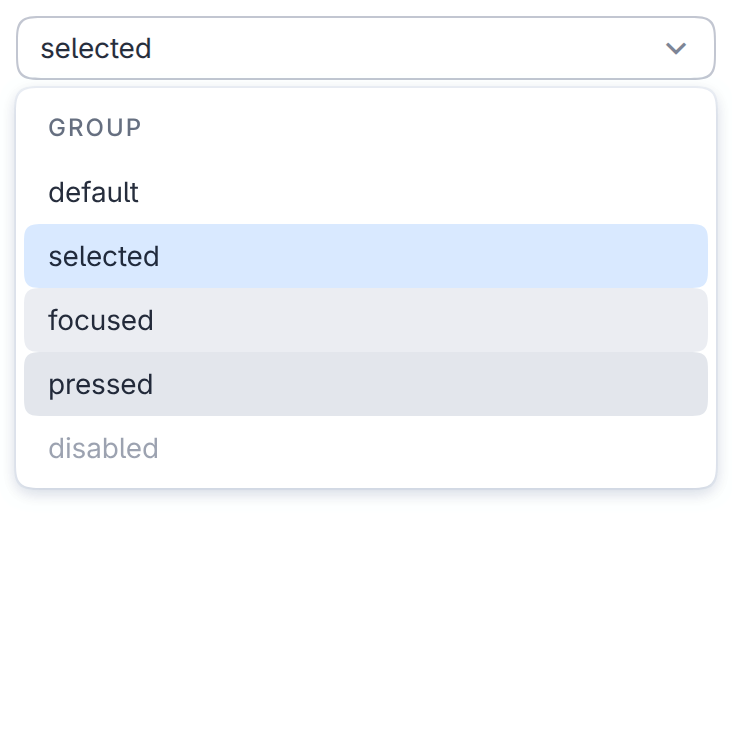 selected
GROUP
default
selected
focused
pressed
disabled